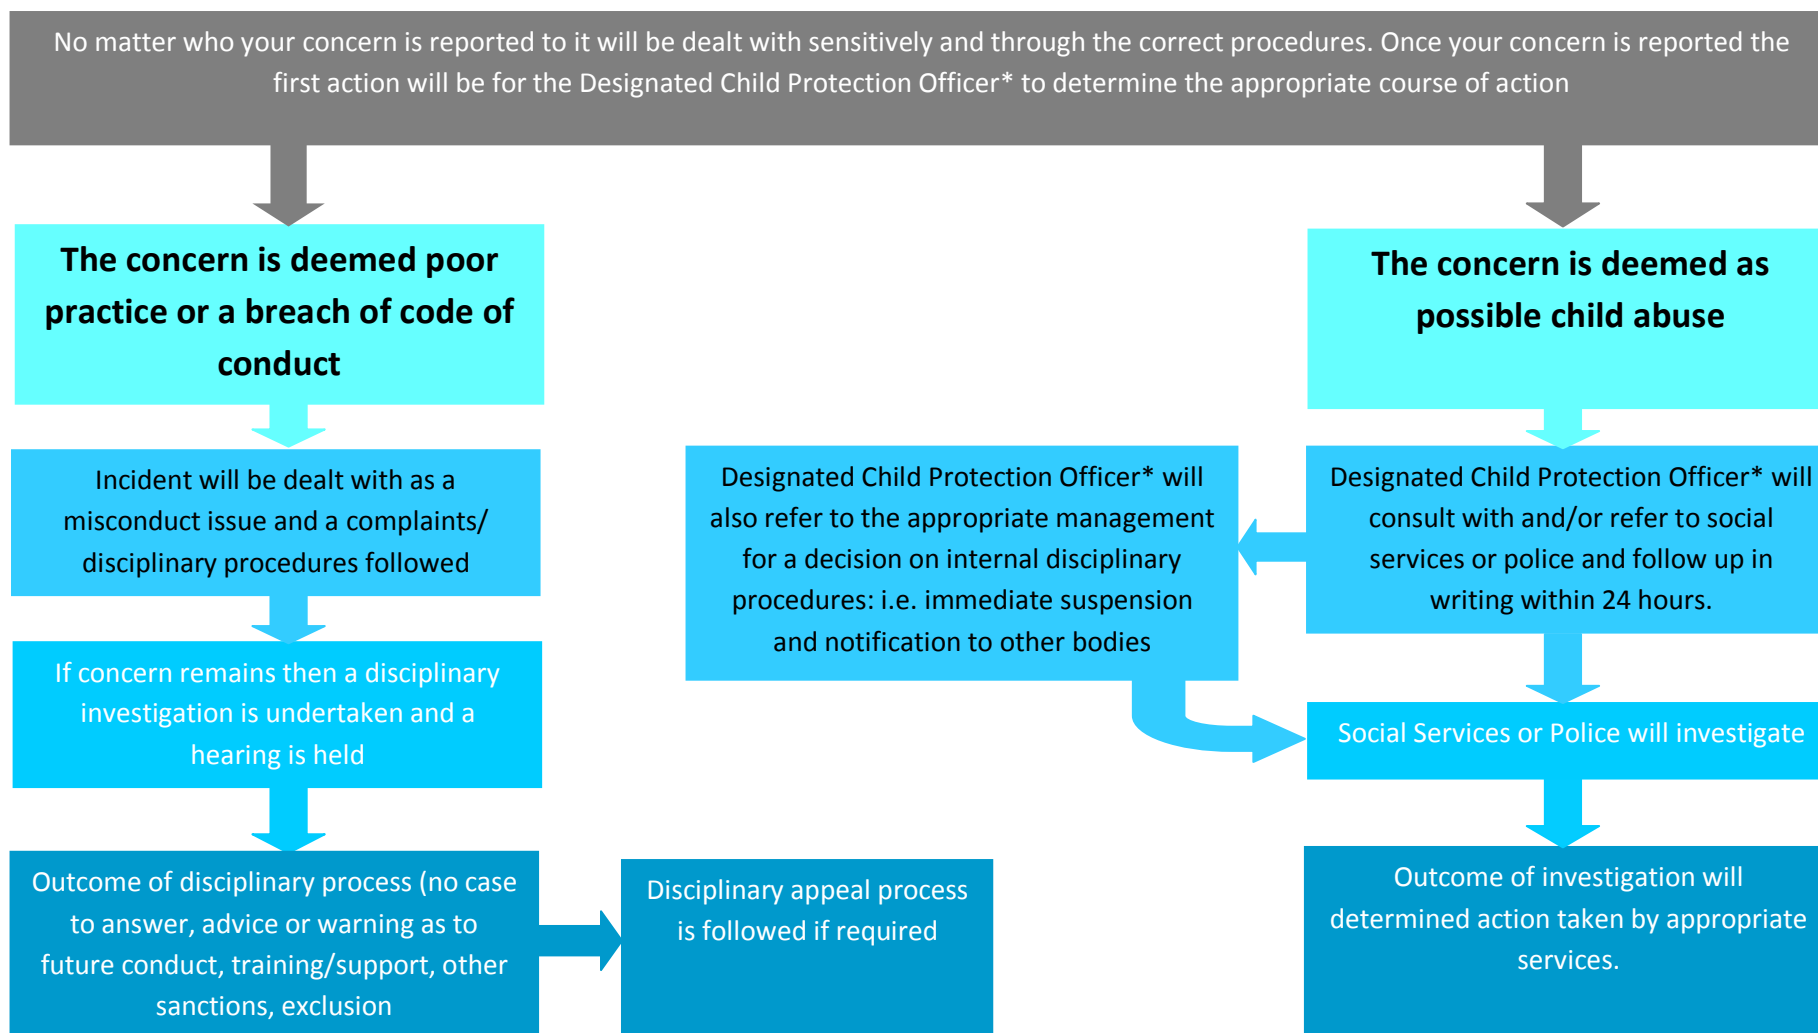 No matter who your concern is reported to it will be dealt with sensitively and through the correct procedures. Once your concern is reported the
first action will be for the Designated Child Protection Officer* to determine the appropriate course of action
The concern is deemed poor
practice or a breach of code of
conduct
Incident will be dealt with as a
misconduct issue and a complaints/
disciplinary procedures followed
If concern remains then a disciplinary
investigation is undertaken and a
hearing is held
Outcome of disciplinary process (no case
to answer, advice or warning as to
future conduct, training/support, other
sanctions, exclusion
Disciplinary appeal process
is followed if required
The concern is deemed as
possible child abuse
Designated Child Protection Officer* will
consult with and/or refer to social
services or police and follow up in
writing within 24 hours.
Designated Child Protection Officer* will
also refer to the appropriate management
for a decision on internal disciplinary
procedures: i.e. immediate suspension
and notification to other bodies
Social Services or Police will investigate
Outcome of investigation will
determined action taken by appropriate
services.